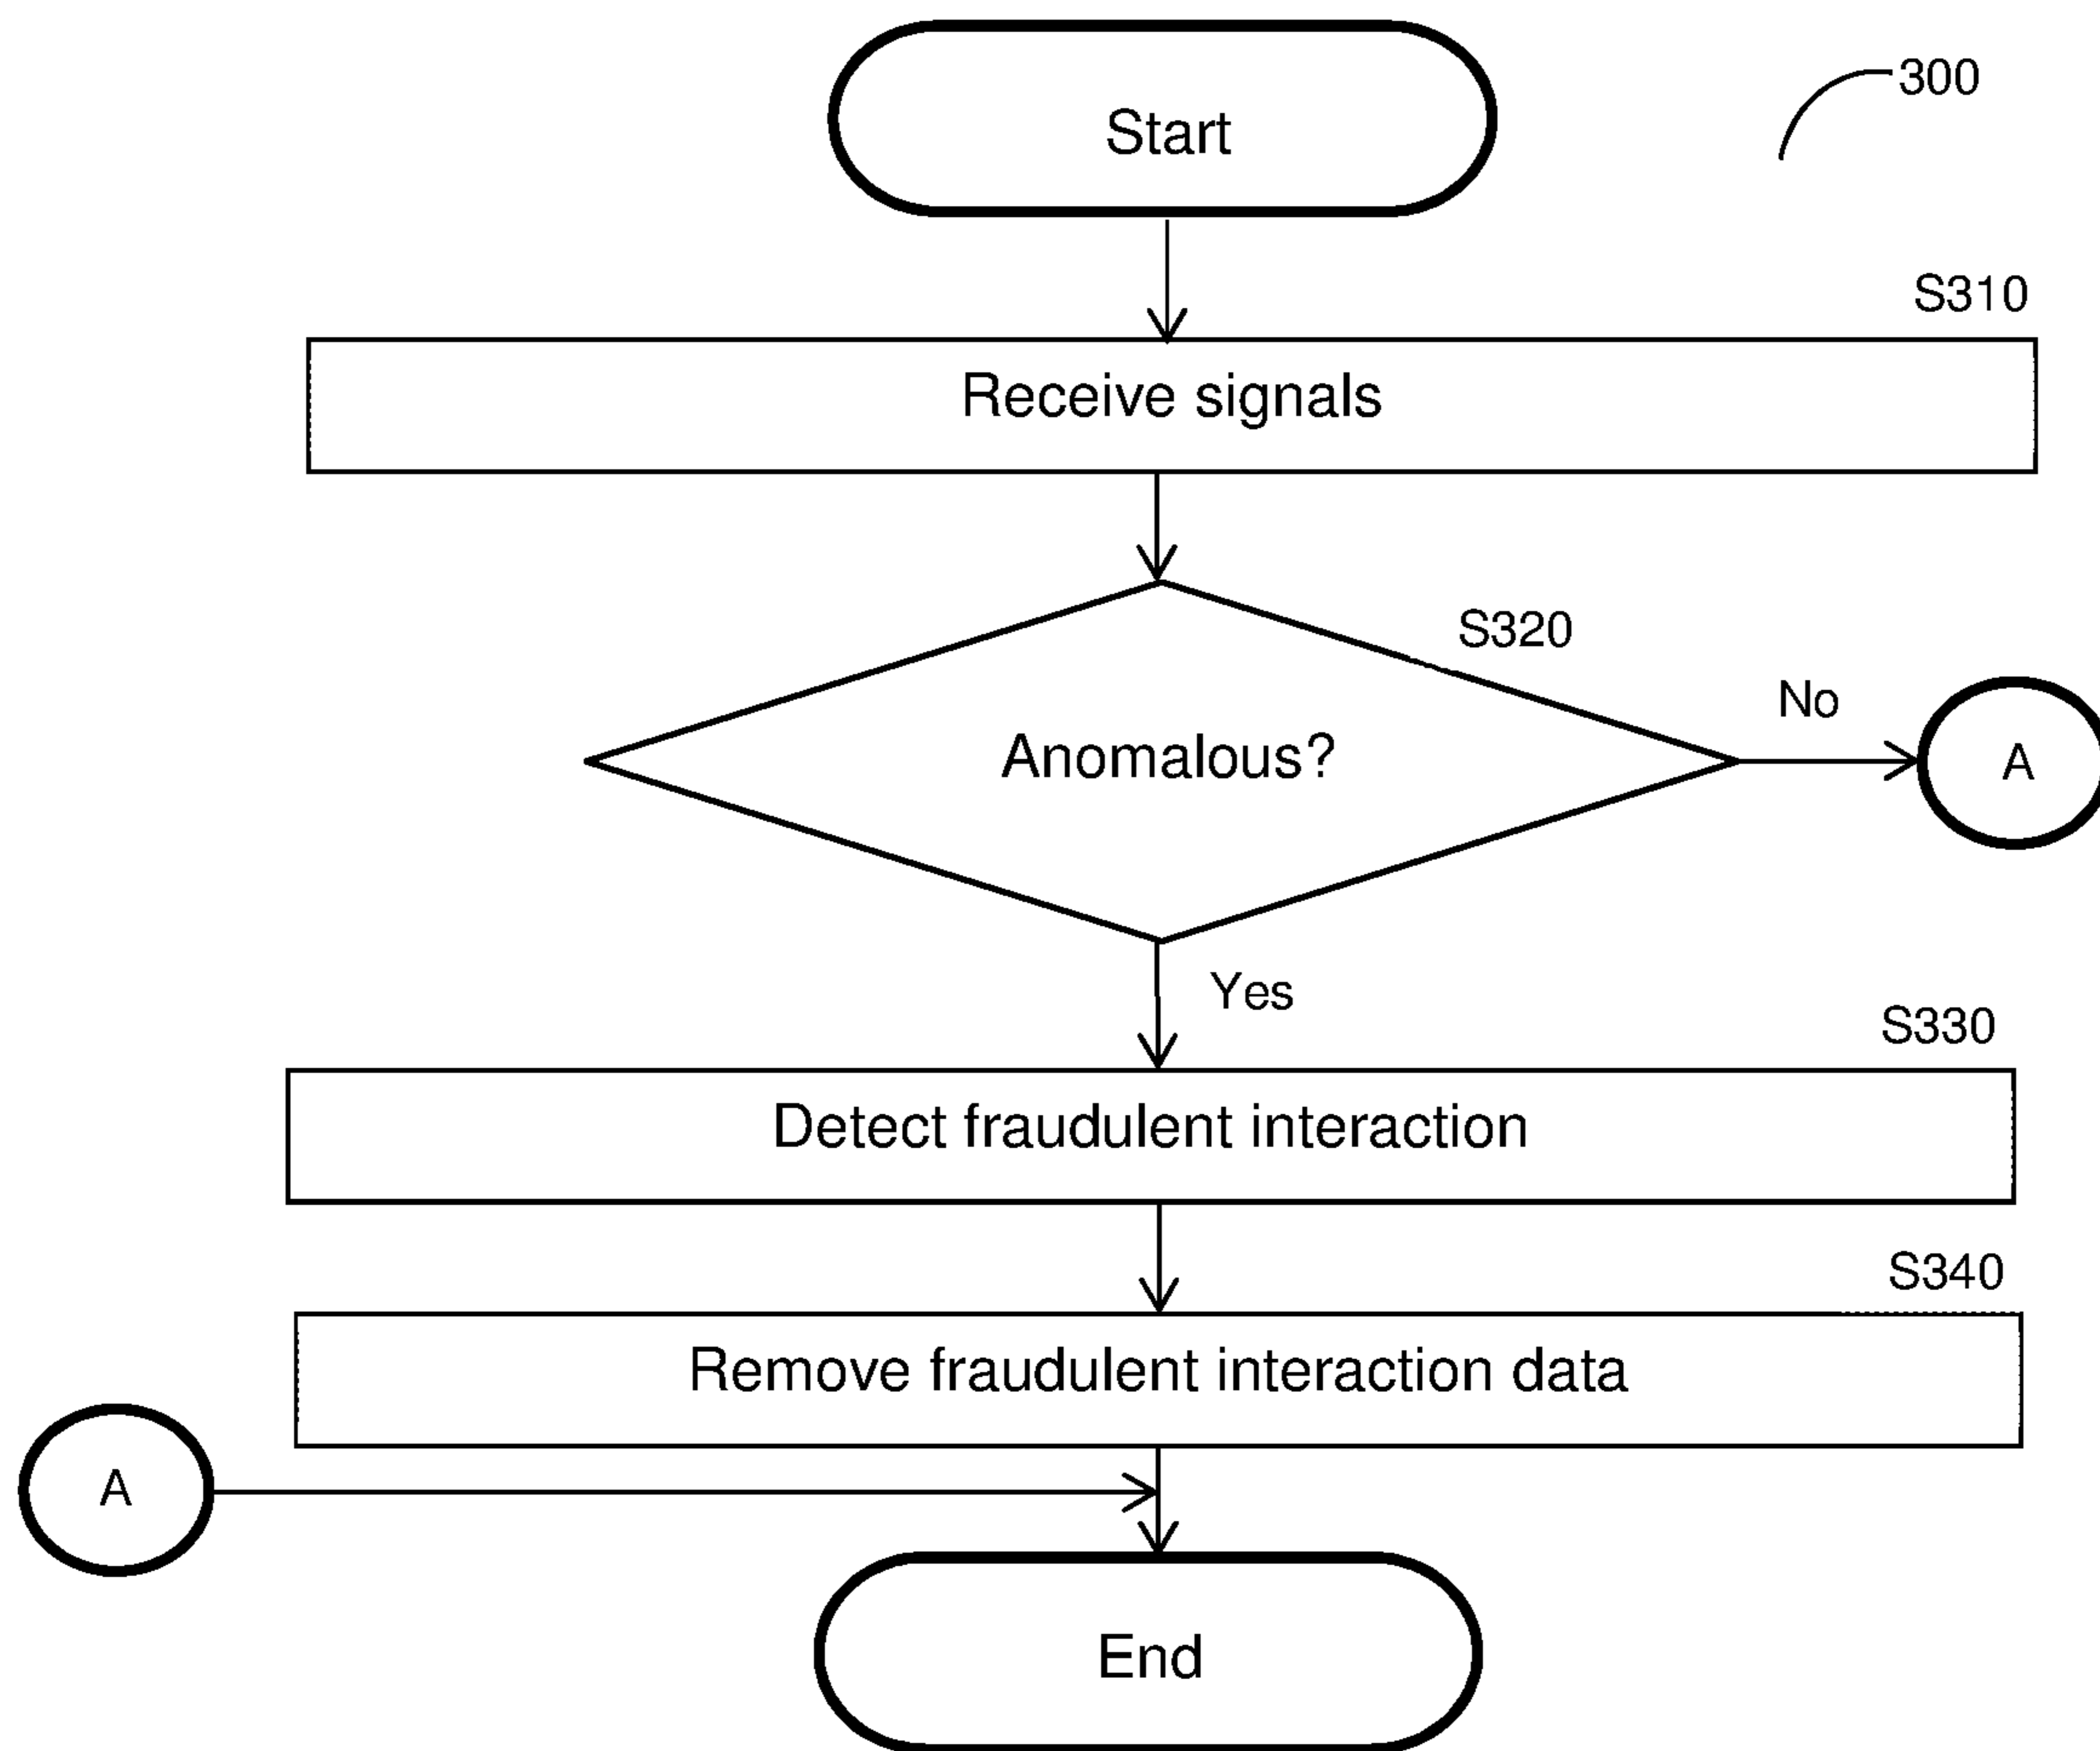 Start
300
S310
Receive signals
S320
Anomalous?
No
A
Yes
S330
Detect fraudulent interaction
S340
Remove fraudulent interaction data
A
End